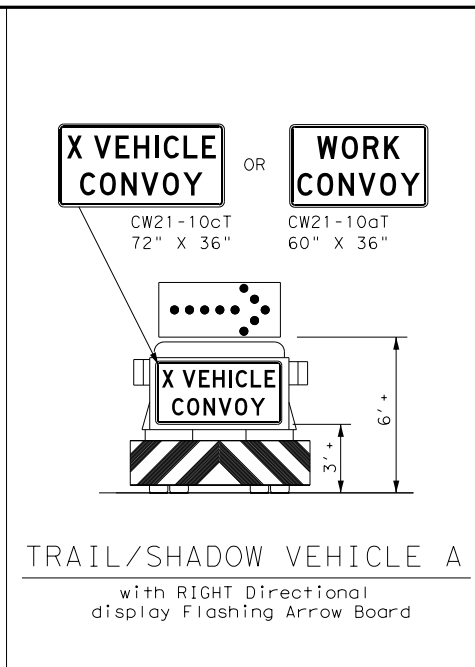 X VEHICLE
CONVOY
OR
WORK
CONVOY
CW21-10cT
72" X 36"
CW21-10aT
60" X 36"
X VEHICLE
CONVOY
6' +
3' +
TRAIL/SHADOW VEHICLE A
with RIGHT Directional
display Flashing Arrow Board